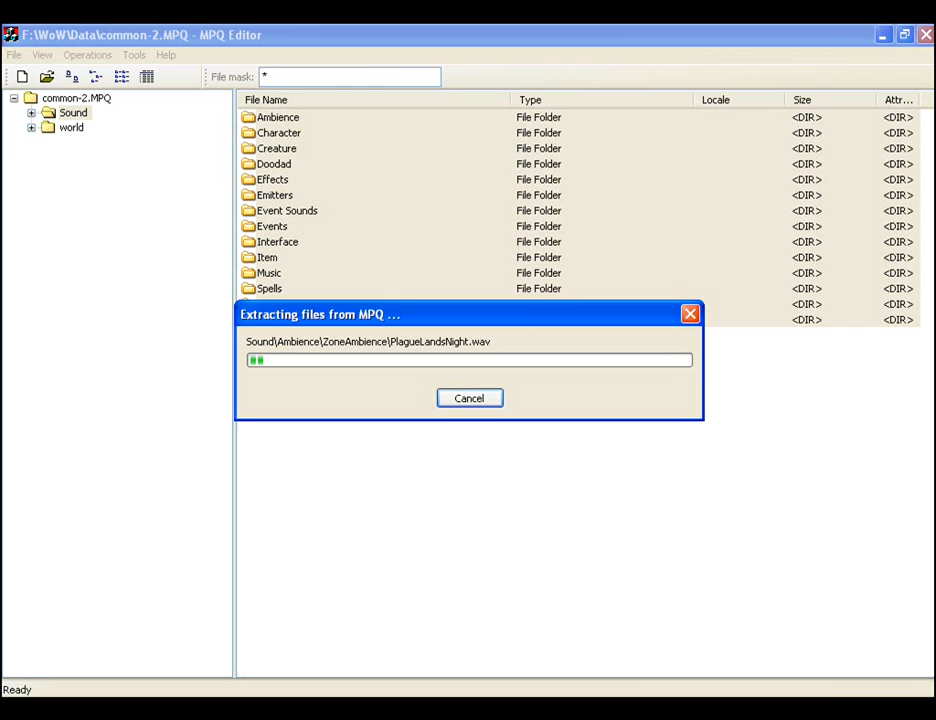 F:\WoW\Data\common-2.MPQ - MPQ Editor
File View Operations Tools Help
File mask: *
common-2.MPQ
Sound
world
File Name Type Locale Size Attr...
Ambience File Folder <DIR> <DIR>
Character File Folder <DIR> <DIR>
Creature File Folder <DIR> <DIR>
Doodad File Folder <DIR> <DIR>
Effects File Folder <DIR> <DIR>
Emitters File Folder <DIR> <DIR>
Event Sounds File Folder <DIR> <DIR>
Events File Folder <DIR> <DIR>
Interface File Folder <DIR> <DIR>
Item File Folder <DIR> <DIR>
Music File Folder <DIR> <DIR>
Spells File Folder <DIR> <DIR>
<DIR> <DIR>
<DIR> <DIR>
Extracting files from MPQ ...
Sound\Ambience\ZoneAmbience\PlagueLandsNight.wav
Cancel
Ready